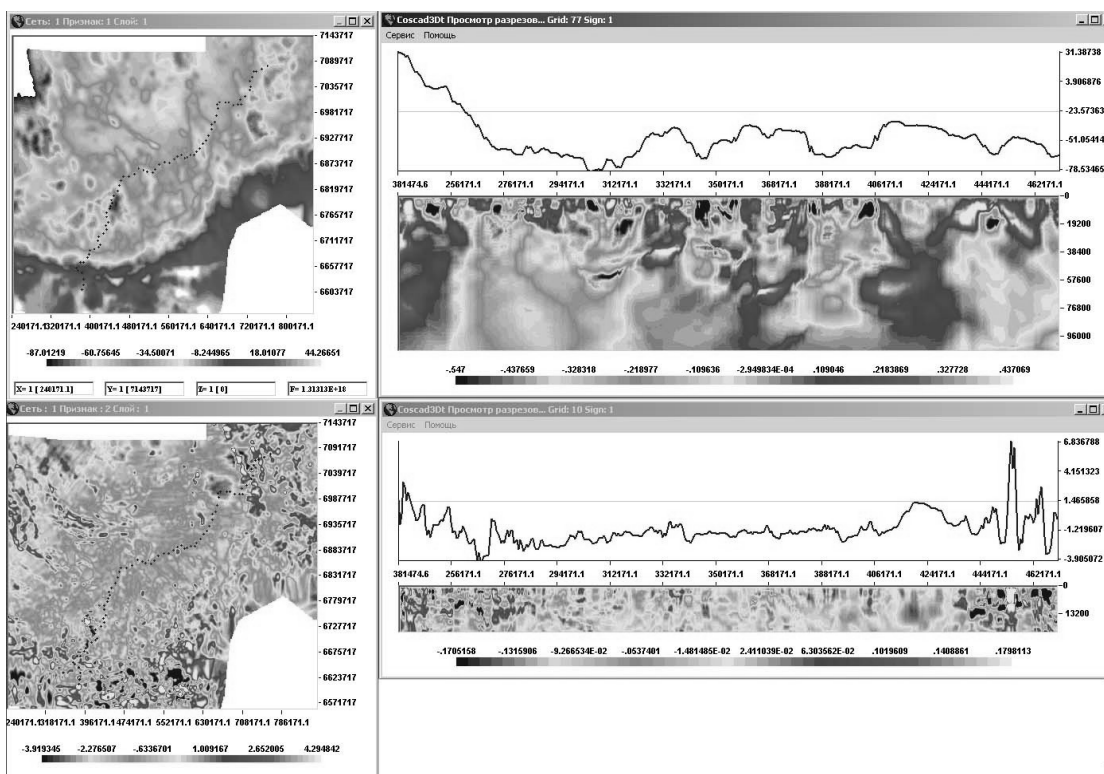 Сеть: 1 Признак: 1 Слой: 1
7143717
7089717
7035717
6981717
6927717
6873717
6819717
6765717
6711717
6657717
6603717
240171.1320171.1 400171.1 480171.1 560171.1 640171.1 720171.1 800171.1
-87.01219 -60.75645 -34.50071 -8.244965 18.01077 44.26651
X= 1 [ 240171.1] Y= 1 [ 7143717] Z= 1 [ 0] F= 1.31313E+18
Coscad3Dt Просмотр разрезов... Grid: 77 Sign: 1
Сервис Помощь
31.38738
3.906876
-23.57363
-51.05414
-78.53465
381474.6 256171.1 276171.1 294171.1 312171.1 332171.1 350171.1 368171.1 388171.1 406171.1 424171.1 444171.1 462171.1
0
19200
38400
57600
76800
96000
-.547 -.437659 -.328318 -.218977 -.109636 -2.949834E-04 .109046 .2183869 .327728 .437069
Сеть : 1 Признак : 2 Слой : 1
7143717
7091717
7039717
6987717
6935717
6883717
6831717
6779717
6727717
6675717
6623717
6571717
240171.1318171.1 396171.1 474171.1 552171.1 630171.1 708171.1 786171.1
-3.919345 -2.276507 -.6336701 1.009167 2.652005 4.294842
Coscad3Dt Просмотр разрезов... Grid: 10 Sign: 1
Сервис Помощь
6.836788
4.151323
1.465858
-1.219607
-3.905072
381474.6 256171.1 276171.1 294171.1 312171.1 332171.1 350171.1 368171.1 388171.1 406171.1 424171.1 444171.1 462171.1
0
13200
-.1705158 -.1315906 -9.266534E-02 -.0537401 -1.481485E-02 2.411039E-02 6.303562E-02 .1019609 .1408861 .1798113